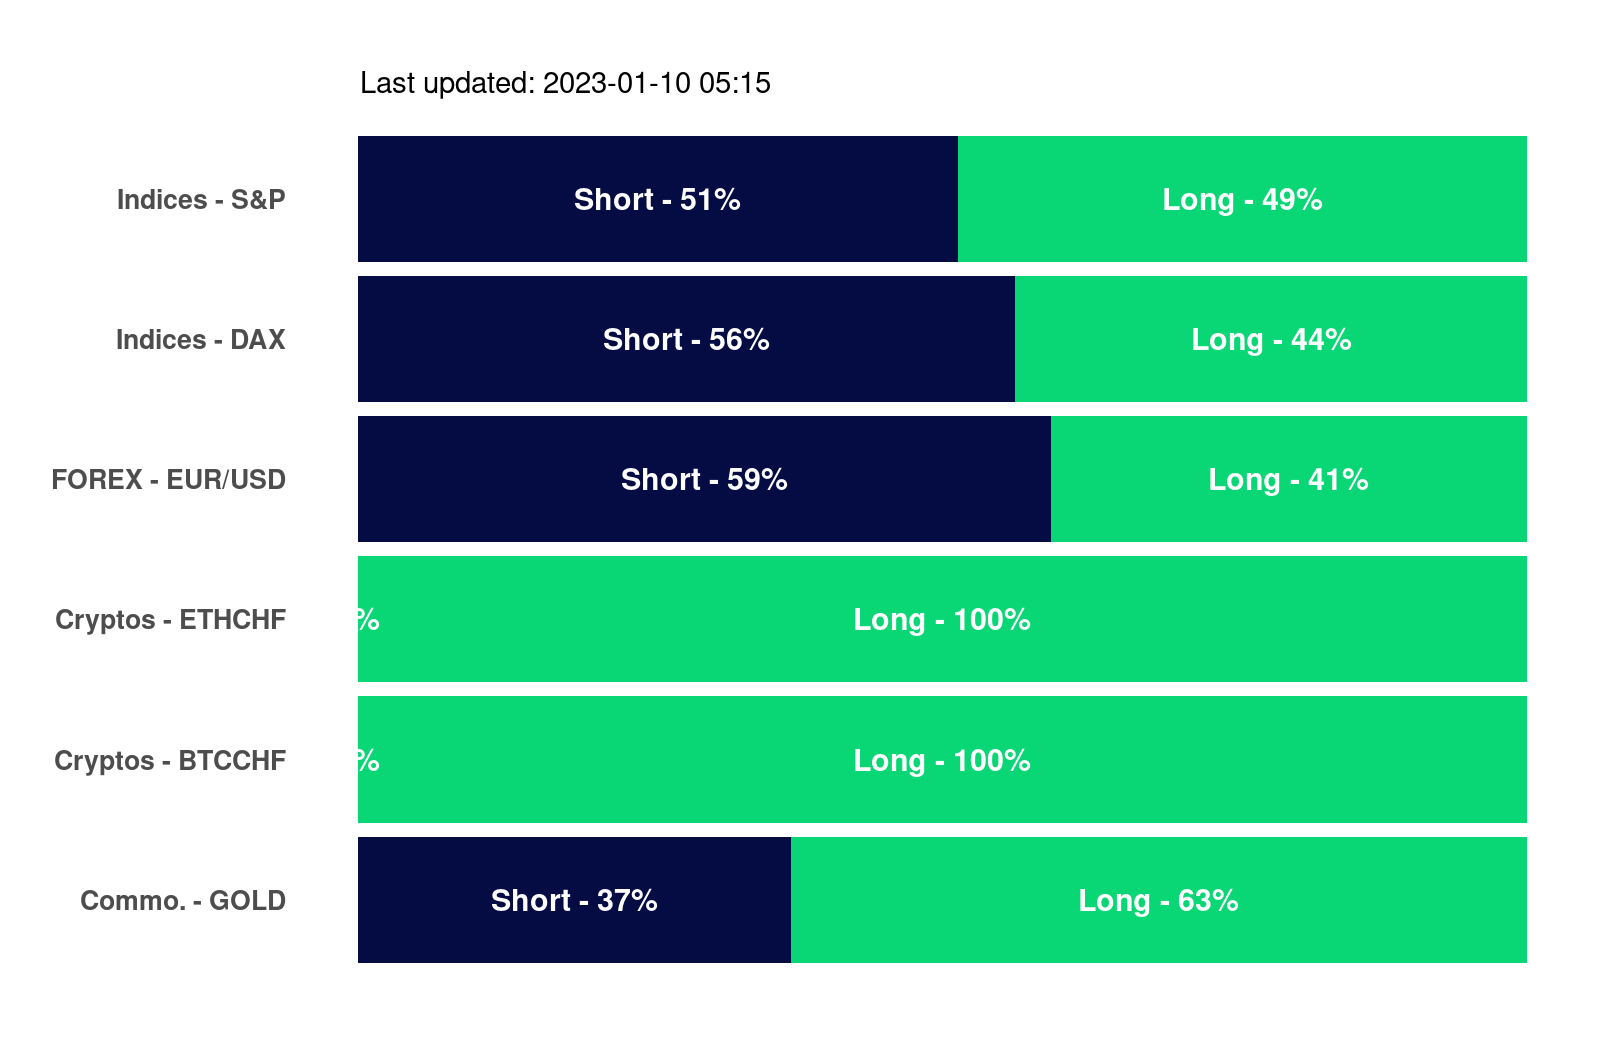 Last updated: 2023-01-10 05:15
Indices - S&P Short - 51% Long - 49%
Indices - DAX Short - 56% Long - 44%
FOREX - EUR/USD Short - 59% Long - 41%
Cryptos - ETHCHF % Long - 100%
Cryptos - BTCCHF % Long - 100%
Commo. - GOLD Short - 37% Long - 63%